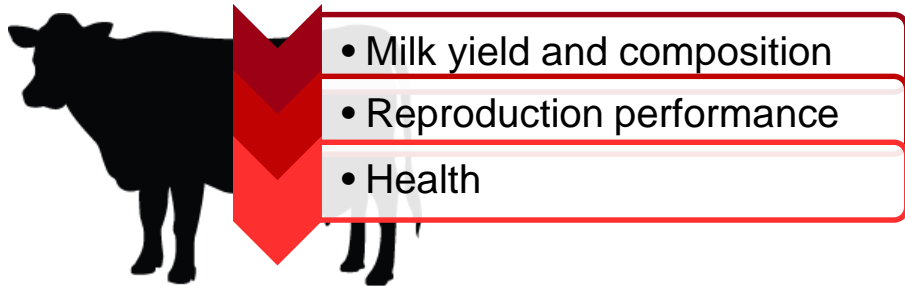 • Milk yield and composition
• Reproduction performance
• Health